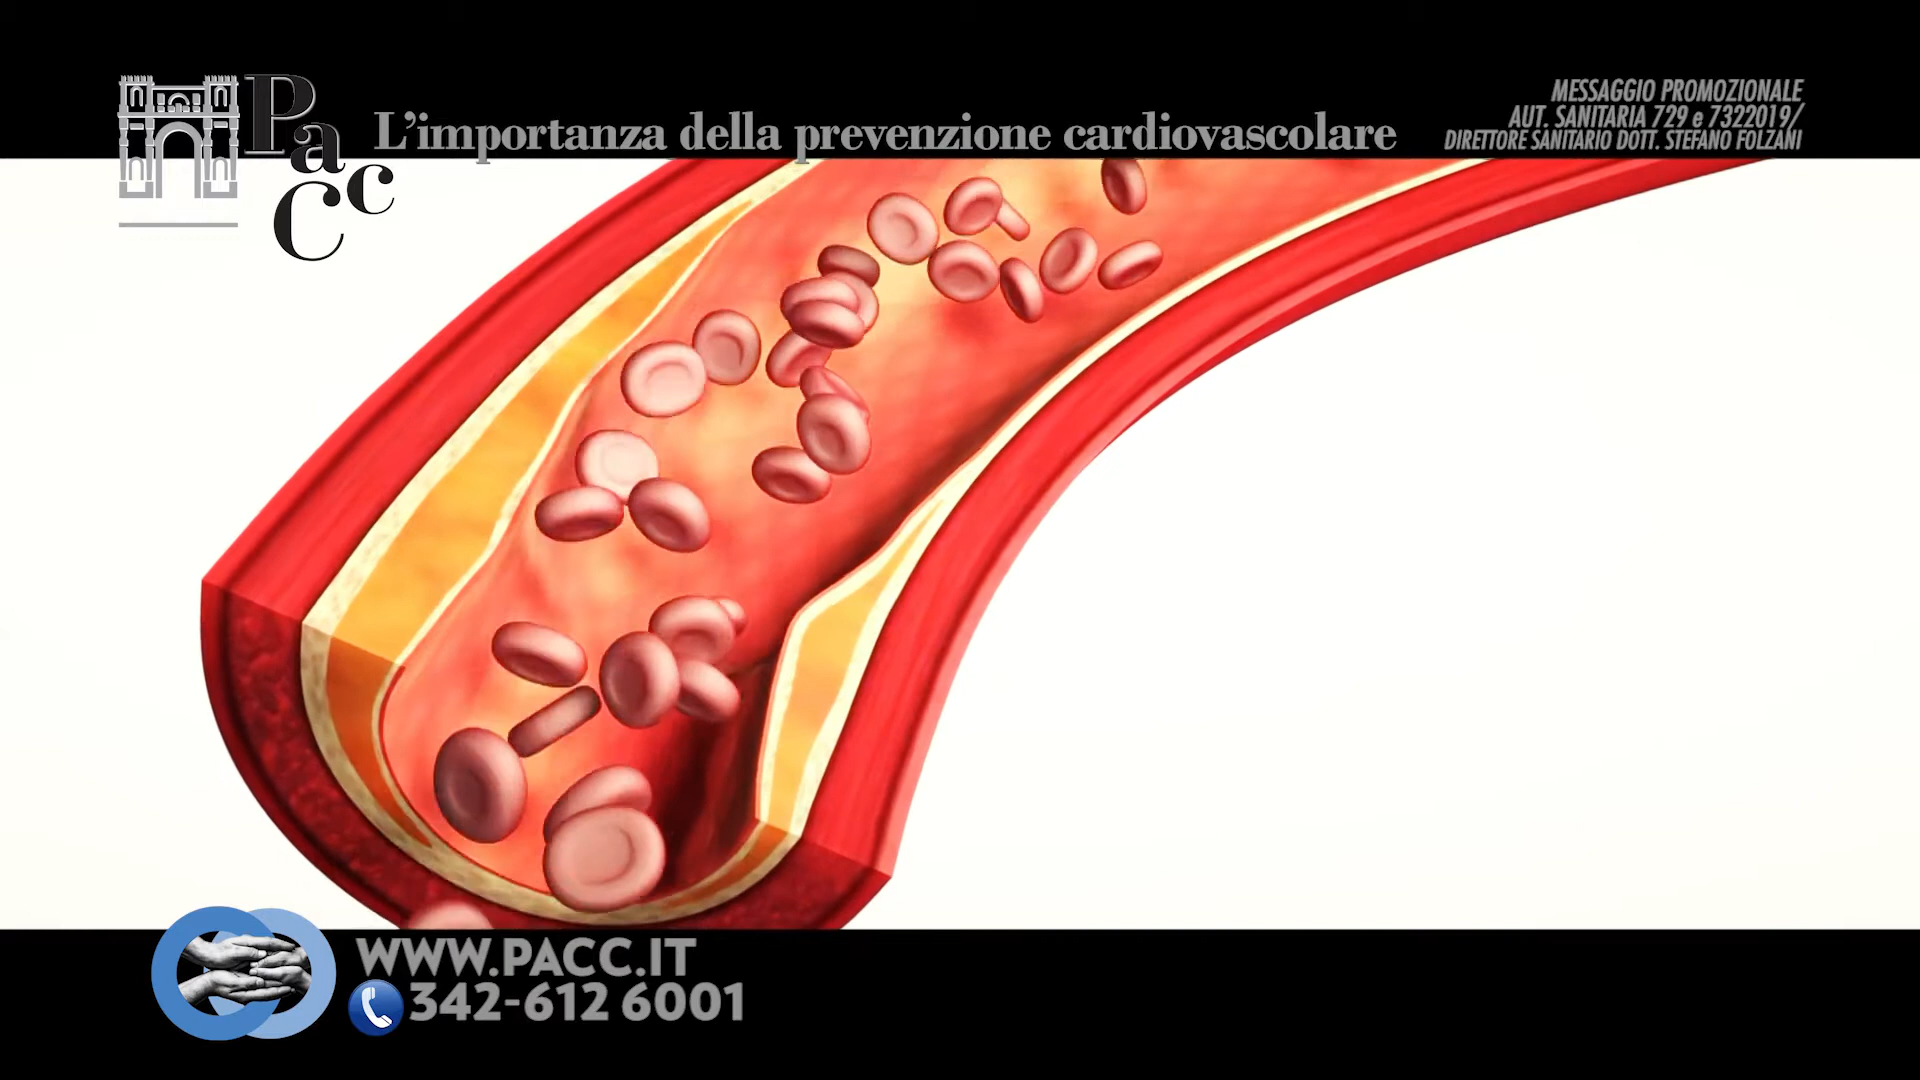 PaCc
L'importanza della prevenzione cardiovascolare
MESSAGGIO PROMOZIONALE
AUT. SANITARIA 729 e 7322019/
DIRETTORE SANITARIO DOTT. STEFANO FOLZANI
WWW.PACC.IT
342-612 6001